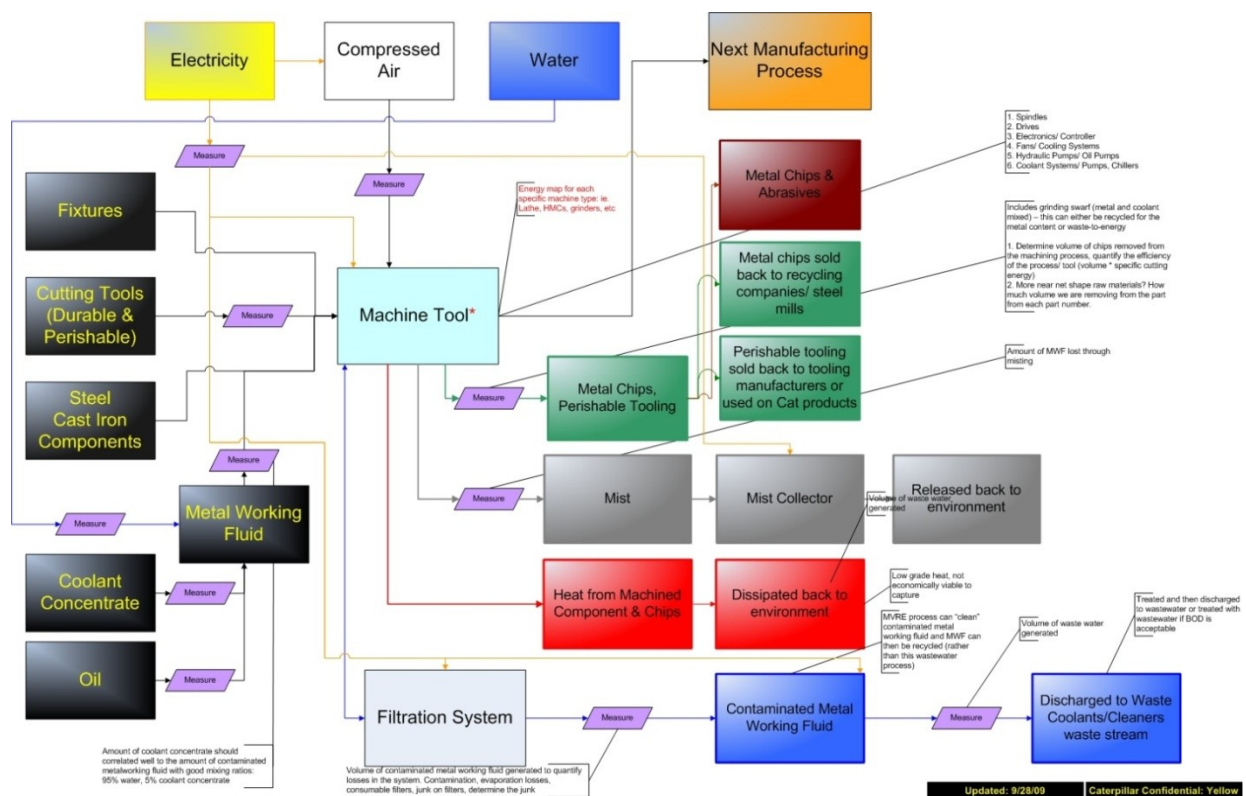 Electricity
Compressed
Air
Water
Next Manufacturing
Process
1. Spindles
2. Drives
3. Electronics/ Controller
4. Fans/ Cooling Systems
5. Hydraulic Pumps/ Oil Pumps
6. Coolant Systems/ Pumps, Chillers
Measure
Measure
Energy map for each
specific machine type: ie.
Lathe, HMCs, grinders, etc
Metal Chips &
Abrasives
Fixtures
Includes grinding swarf (metal and coolant
mixed) – this can either be recycled for the
metal content or waste-to-energy
1. Determine volume of chips removed from
the machining process, quantify the efficiency
of the process/ tool (volume * specific cutting
energy)
2. More near net shape raw materials? How
much volume we are removing from the part
from each part number.
Metal chips sold
back to recycling
companies/ steel
mills
Cutting Tools
(Durable &
Perishable)
Measure
Machine Tool*
Perishable tooling
sold back to tooling
manufacturers or
used on Cat products
Amount of MWF lost through
misting
Steel
Cast Iron
Components
Measure
Metal Chips,
Perishable Tooling
Measure
Measure
Mist
Mist Collector
Released back to
environment
Volume of waste water
generated
Measure
Metal Working
Fluid
Coolant
Concentrate
Measure
Heat from Machined
Component & Chips
Dissipated back to
environment
Low grade heat, not
economically viable to
capture
MVRE process can “clean”
contaminated metal
working fluid and MWF can
then be recycled (rather
than this wastewater
process)
Volume of waste water
generated
Treated and then discharged
to wastewater or treated with
wastewater if BOD is
acceptable
Oil
Measure
Filtration System
Measure
Contaminated Metal
Working Fluid
Measure
Discharged to Waste
Coolants/Cleaners
waste stream
Amount of coolant concentrate should
correlated well to the amount of contaminated
metalworking fluid with good mixing ratios:
95% water, 5% coolant concentrate
Volume of contaminated metal working fluid generated to quantify
losses in the system. Contamination, evaporation losses,
consumable filters, junk on filters, determine the junk
Updated: 9/28/09
Caterpillar Confidential: Yellow